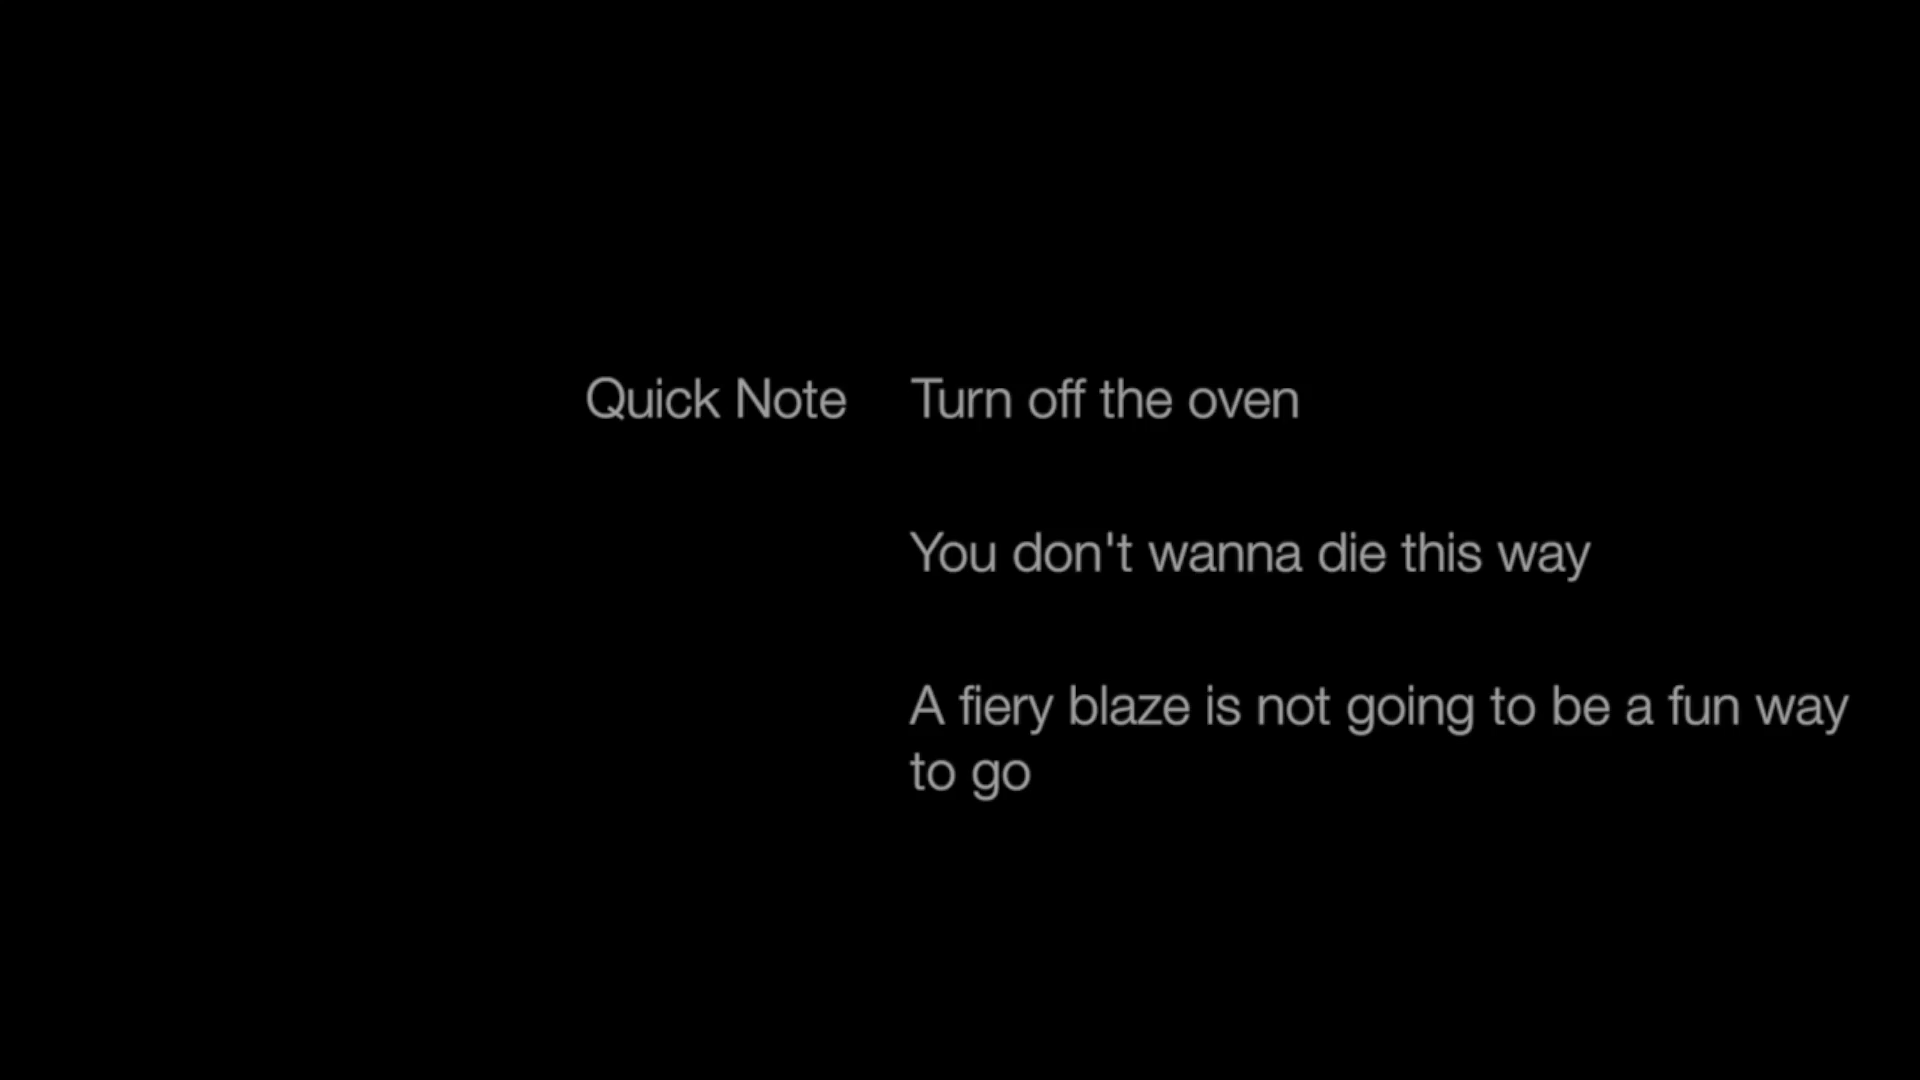 Quick Note Turn off the oven
You don't wanna die this way
A fiery blaze is not going to be a fun way
to go